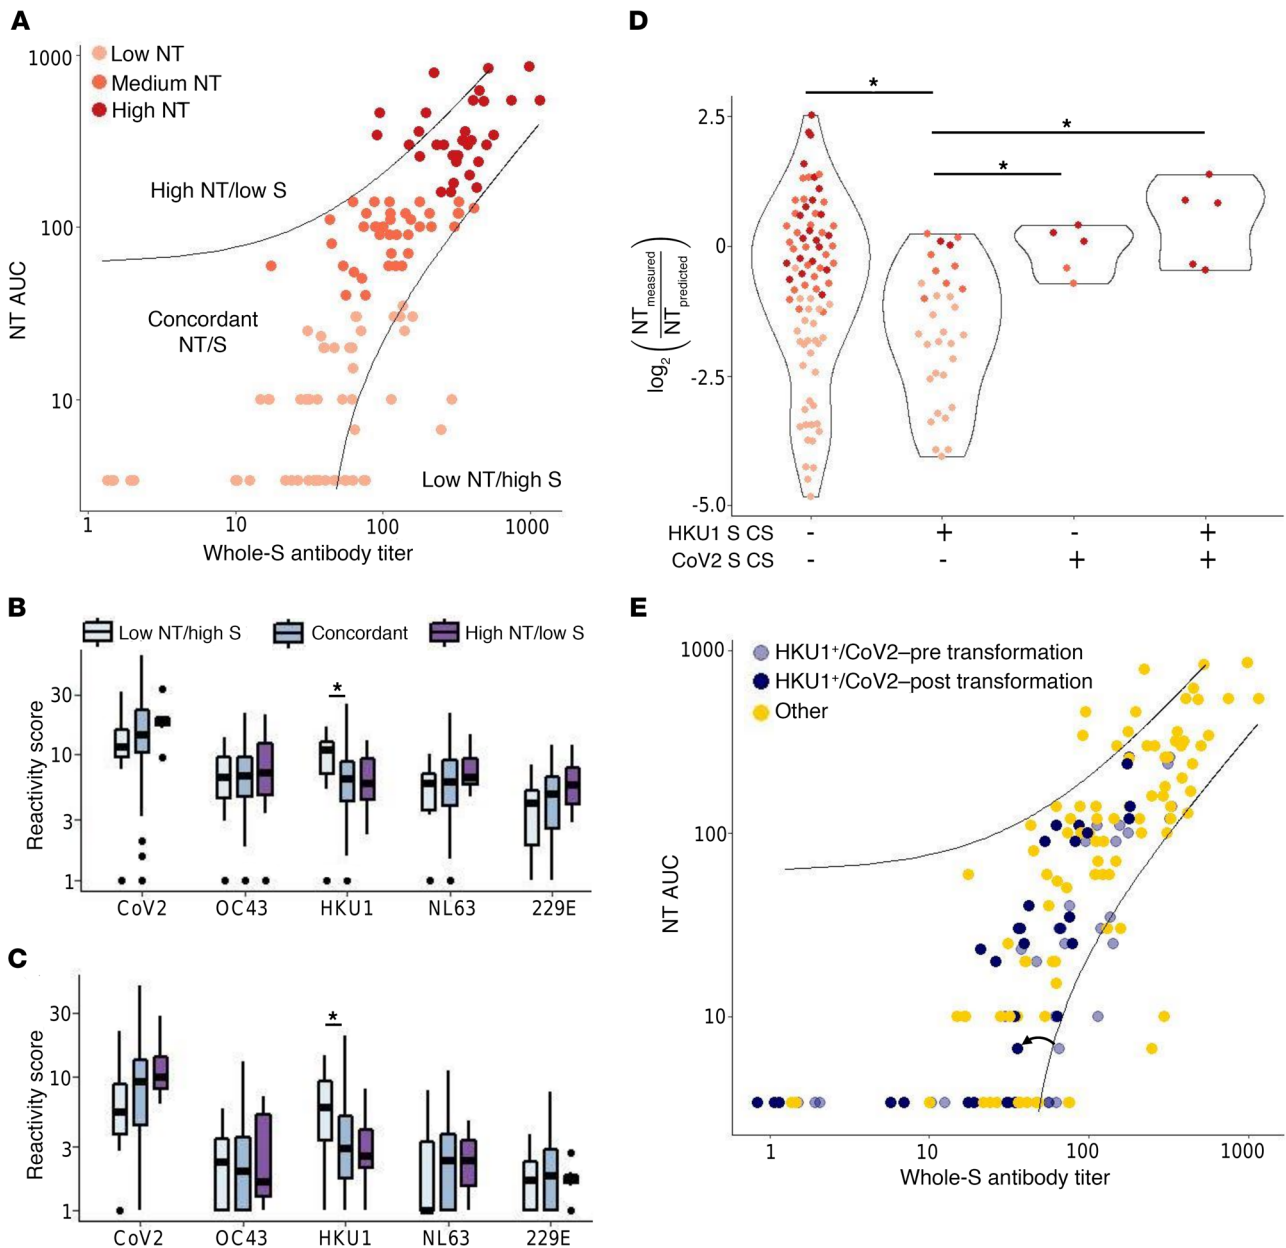 A
Low NT
Medium NT
High NT
1000
100
10
NT AUC
High NT/low S
Concordant
NT/S
Low NT/high S
1
10
100
1000
Whole-S antibody titer
D
*
*
*
2.5
0
-2.5
-5.0
log2 (NTmeasured / NTpredicted)
HKU1 S CS - + - +
CoV2 S CS - - + +
B
Low NT/high S
Concordant
High NT/low S
Reactivity score
30
10
3
1
*
CoV2
OC43
HKU1
NL63
229E
C
Reactivity score
30
10
3
1
*
CoV2
OC43
HKU1
NL63
229E
E
HKU1+/CoV2–pre transformation
HKU1+/CoV2–post transformation
Other
1000
100
10
NT AUC
1
10
100
1000
Whole-S antibody titer